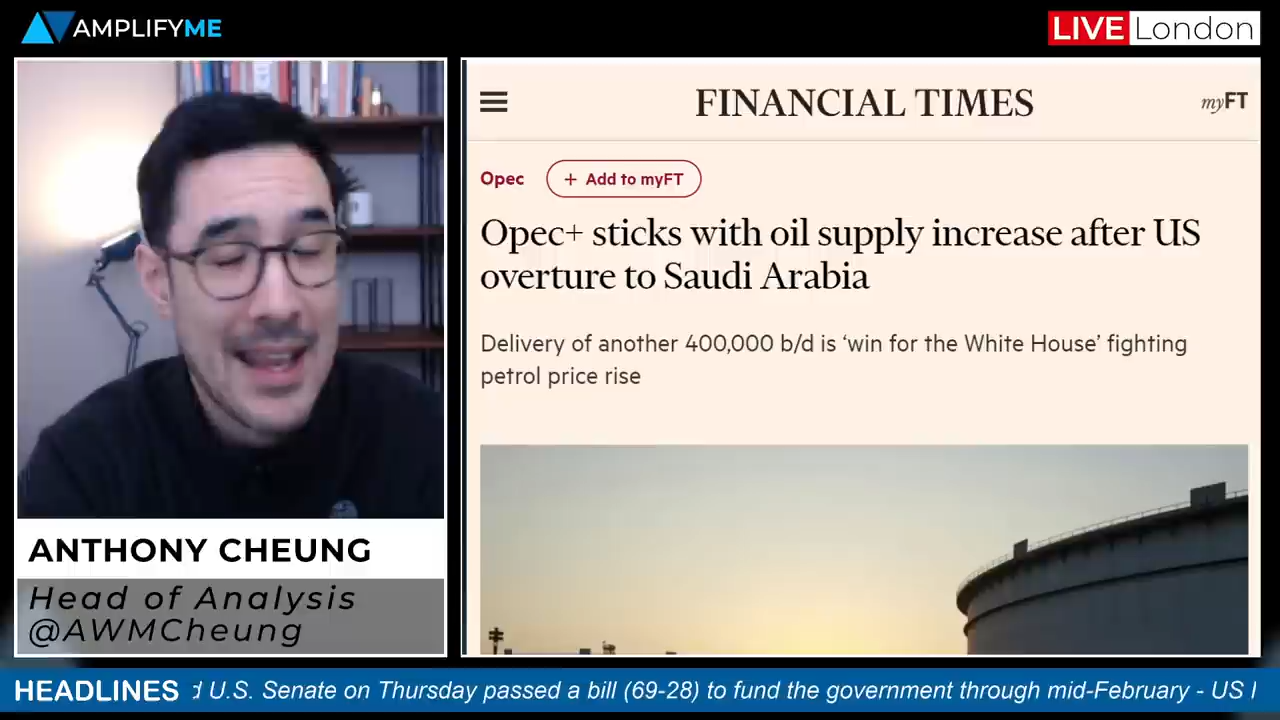 AMPLIFYME
LIVE London
FINANCIAL TIMES
myFT
Opec
+ Add to myFT
Opec+ sticks with oil supply increase after US
overture to Saudi Arabia
Delivery of another 400,000 b/d is ‘win for the White House’ fighting
petrol price rise
ANTHONY CHEUNG
Head of Analysis
@AWMCheung
HEADLINES U.S. Senate on Thursday passed a bill (69-28) to fund the government through mid-February - US